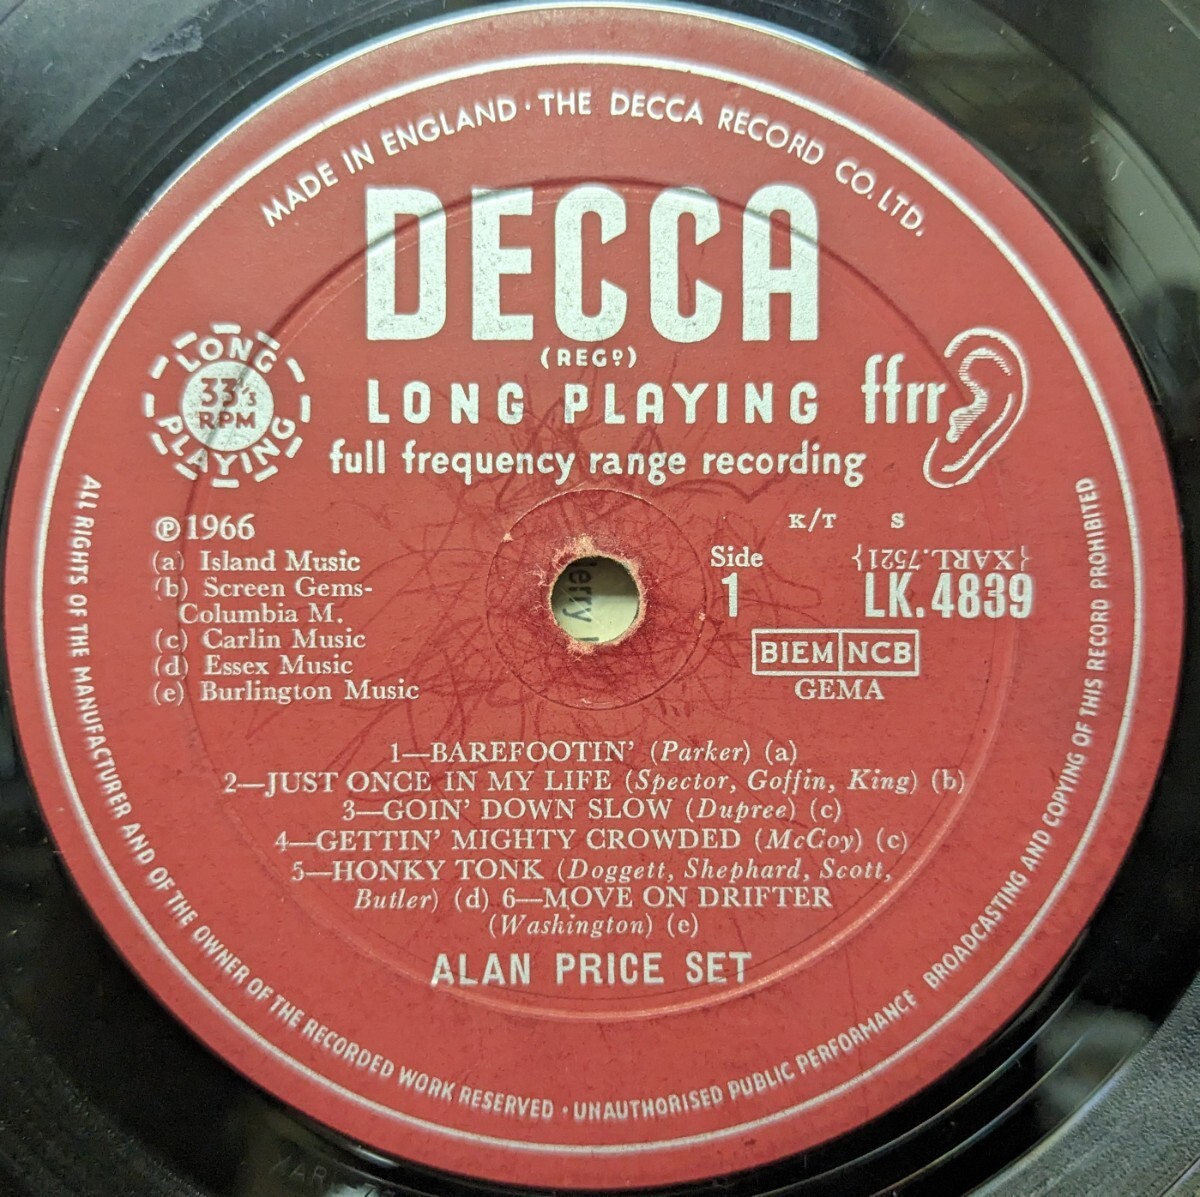 MADE IN ENGLAND · THE DECCA RECORD CO. LTD.
DECCA
(REGD)
LONG PLAYING
ffrr
full frequency range recording
LONG
33⅓
RPM
PLAYING
℗ 1966
(a) Island Music
(b) Screen Gems-
Columbia M.
(c) Carlin Music
(d) Essex Music
(e) Burlington Music
K/T S
Side
1
{XARL.7521}
LK.4839
BIEM NCB
GEMA
1—BAREFOOTIN' (Parker) (a)
2—JUST ONCE IN MY LIFE (Spector, Goffin, King) (b)
3—GOIN' DOWN SLOW (Dupree) (c)
4—GETTIN' MIGHTY CROWDED (McCoy) (c)
5—HONKY TONK (Doggett, Shephard, Scott,
Butler) (d) 6—MOVE ON DRIFTER
(Washington) (e)
ALAN PRICE SET
ALL RIGHTS OF THE MANUFACTURER AND OF THE OWNER OF THE RECORDED WORK RESERVED · UNAUTHORISED PUBLIC PERFORMANCE BROADCASTING AND COPYING OF THIS RECORD PROHIBITED